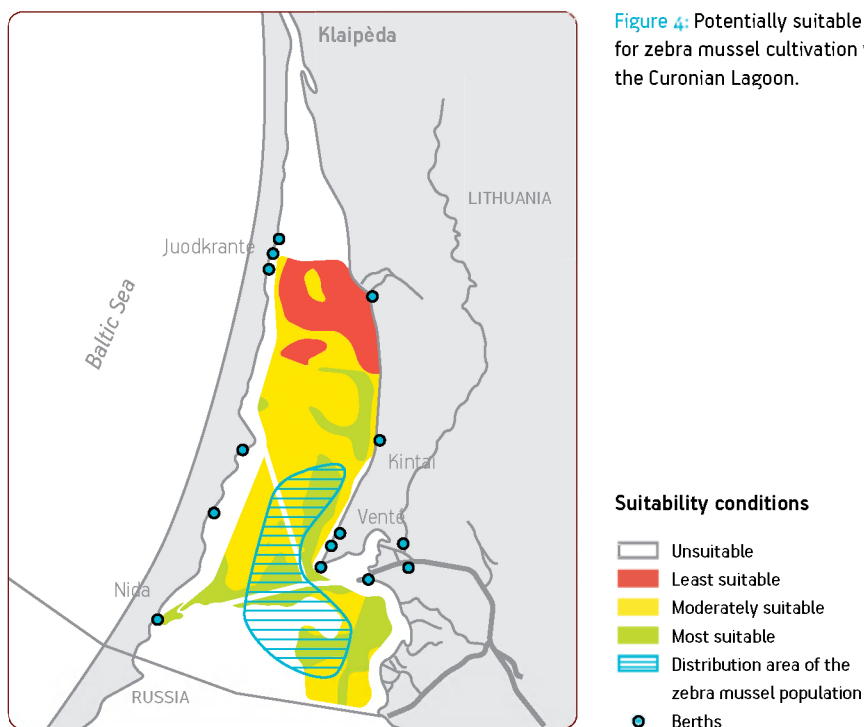 Klaipėda
Figure 4: Potentially suitable
for zebra mussel cultivation
the Curonian Lagoon.
LITHUANIA
Juodkrantė
Baltic Sea
Kintai
Ventė
Nida
RUSSIA
Suitability conditions
Unsuitable
Least suitable
Moderately suitable
Most suitable
Distribution area of the
zebra mussel population
Berths